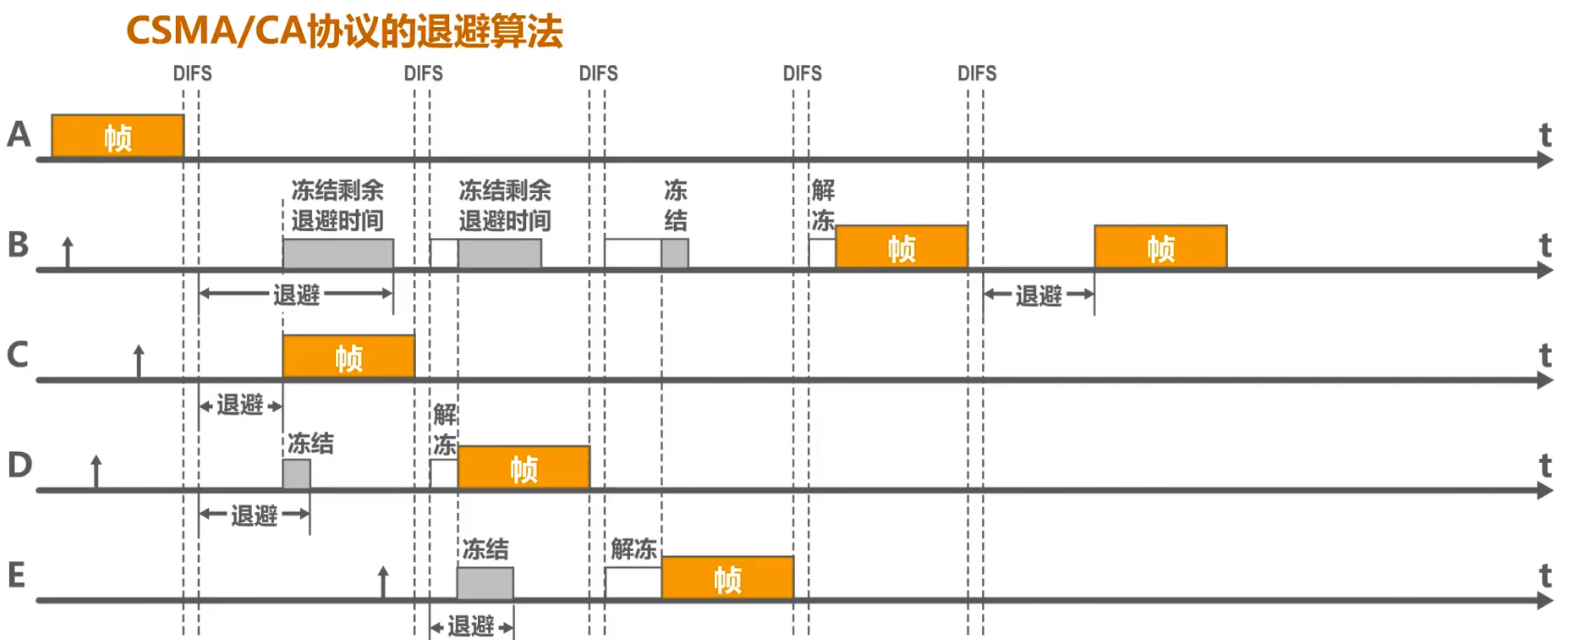 CSMA/CA协议的退避算法
DIFS DIFS DIFS DIFS DIFS
A 帧 t
冻结剩余 冻结剩余 冻 解
退避时间 退避时间 结 冻
B 帧 帧 t
退避 退避
C 帧 t
退避 解
冻结 冻
D 帧 t
退避
冻结 解冻
E 帧 t
退避